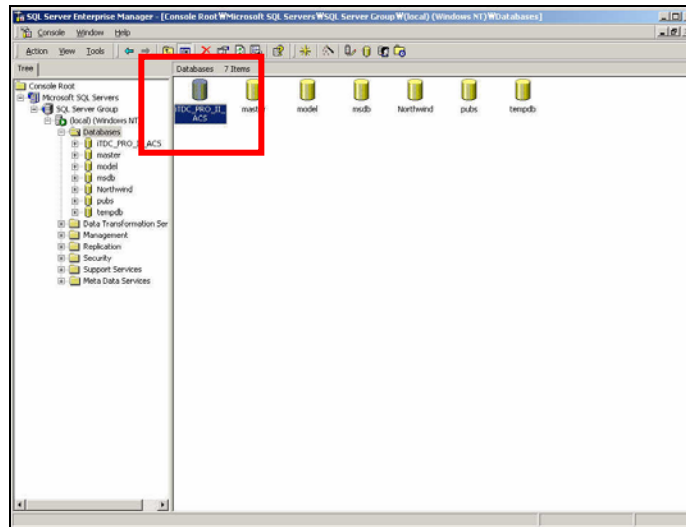 SQL Server Enterprise Manager - [Console Root₩Microsoft SQL Servers₩SQL Server Group₩(local) (Windows NT)₩Databases]
Console Window Help
Action View Tools
Tree
Databases 7 Items
Console Root
Microsoft SQL Servers
SQL Server Group
(local) (Windows NT
Databases
iTDC_PRO_II_ACS
master
model
msdb
Northwind
pubs
tempdb
Data Transformation Ser
Management
Replication
Security
Support Services
Meta Data Services
iTDC_PRO_II_
ACS
master
model
msdb
Northwind
pubs
tempdb